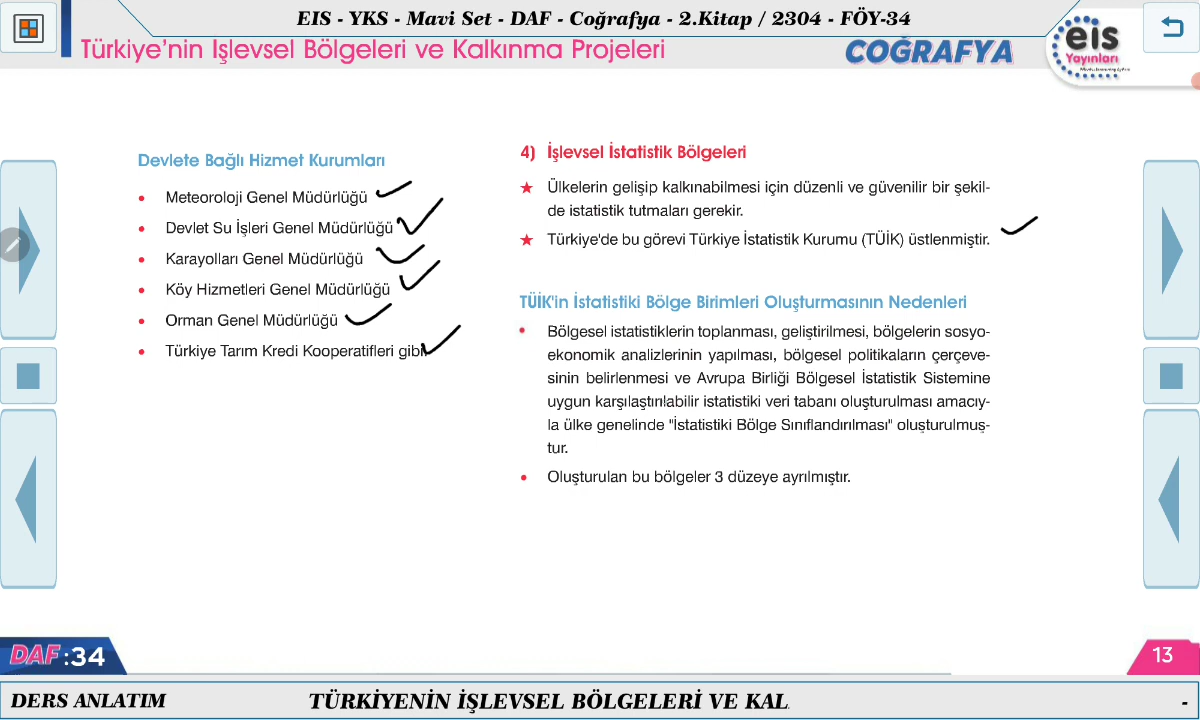 EIS - YKS - Mavi Set - DAF - Coğrafya - 2.Kitap / 2304 - FÖY-34
Türkiye'nin İşlevsel Bölgeleri ve Kalkınma Projeleri
COĞRAFYA
eis
Yayınları
Devlete Bağlı Hizmet Kurumları
• Meteoroloji Genel Müdürlüğü
• Devlet Su İşleri Genel Müdürlüğü
• Karayolları Genel Müdürlüğü
• Köy Hizmetleri Genel Müdürlüğü
• Orman Genel Müdürlüğü
• Türkiye Tarım Kredi Kooperatifleri gibi
4) İşlevsel İstatistik Bölgeleri
★ Ülkelerin gelişip kalkınabilmesi için düzenli ve güvenilir bir şekil-
de istatistik tutmaları gerekir.
★ Türkiye'de bu görevi Türkiye İstatistik Kurumu (TÜİK) üstlenmiştir.
TÜİK'in İstatistiki Bölge Birimleri Oluşturmasının Nedenleri
• Bölgesel istatistiklerin toplanması, geliştirilmesi, bölgelerin sosyo-
ekonomik analizlerinin yapılması, bölgesel politikaların çerçeve-
sinin belirlenmesi ve Avrupa Birliği Bölgesel İstatistik Sistemine
uygun karşılaştırılabilir istatistiki veri tabanı oluşturulması amacıy-
la ülke genelinde "İstatistiki Bölge Sınıflandırılması" oluşturulmuş-
tur.
• Oluşturulan bu bölgeler 3 düzeye ayrılmıştır.
DAF :34
13
DERS ANLATIM
TÜRKİYENİN İŞLEVSEL BÖLGELERİ VE KAL
-